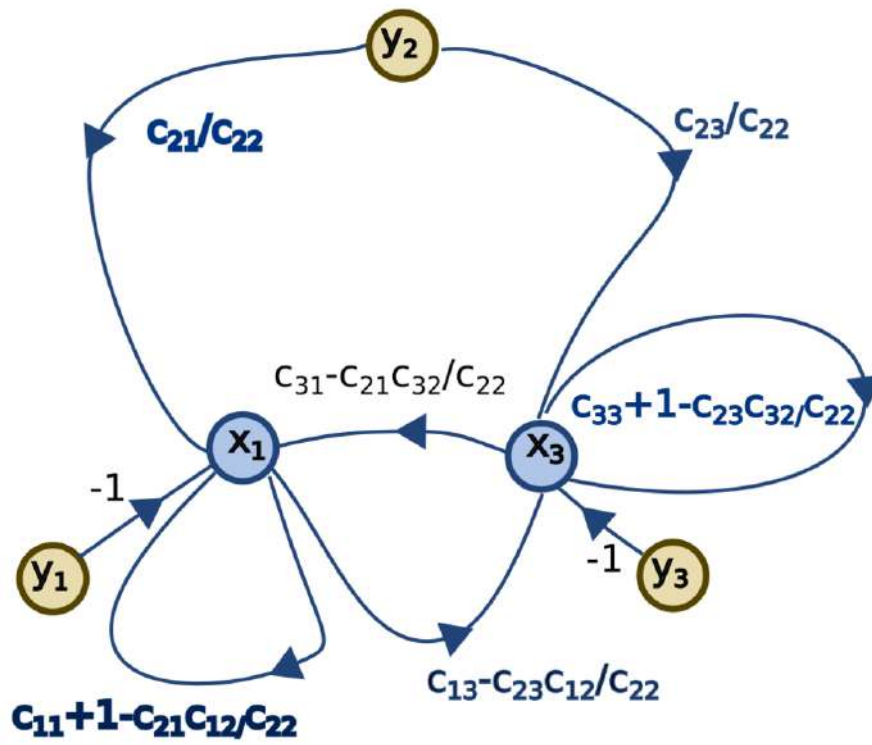 y₂
c₂₁/c₂₂
c₂₃/c₂₂
c₃₁-c₂₁c₃₂/c₂₂
c₃₃+1-c₂₃c₃₂/c₂₂
x₁
x₃
-1
-1
y₁
y₃
c₁₃-c₂₃c₁₂/c₂₂
c₁₁+1-c₂₁c₁₂/c₂₂